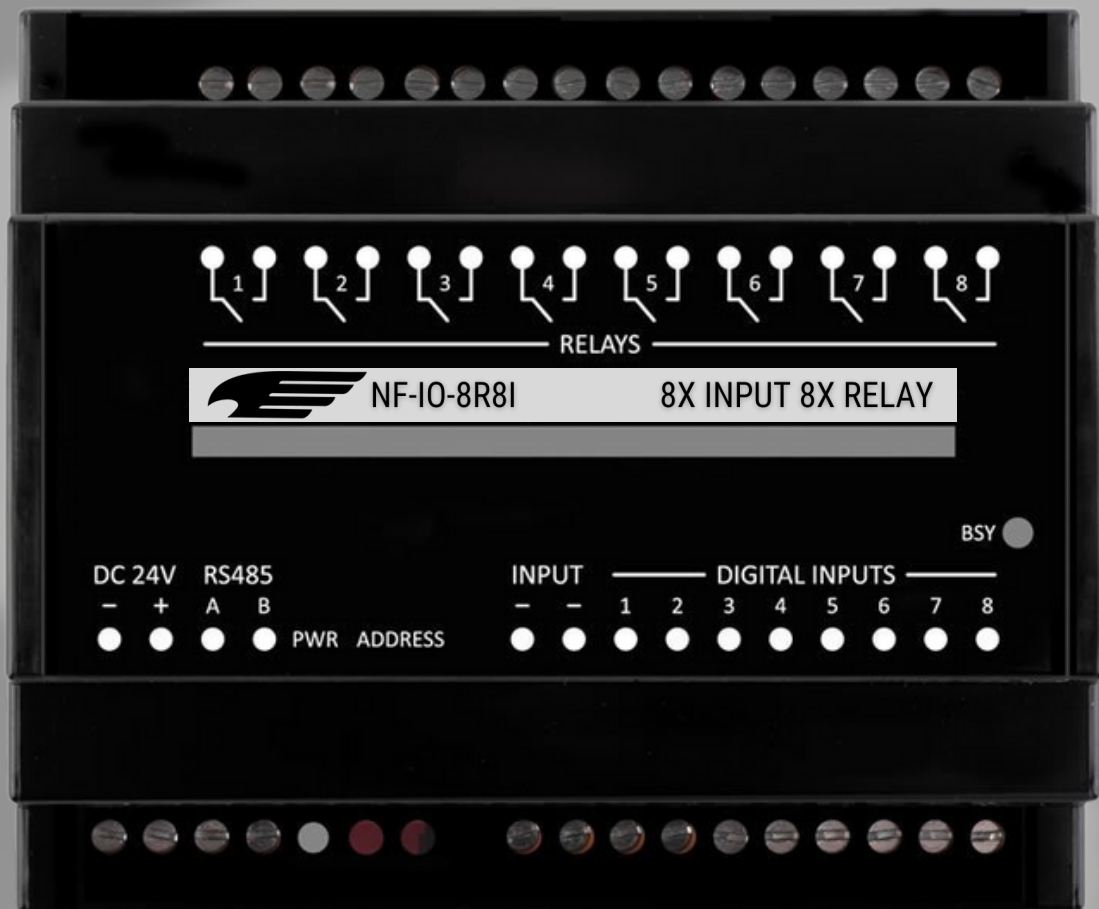 1 2 3 4 5 6 7 8
RELAYS
NF-IO-8R8I 8X INPUT 8X RELAY
BSY
DC 24V RS485 INPUT DIGITAL INPUTS
− + A B − − 1 2 3 4 5 6 7 8
PWR ADDRESS